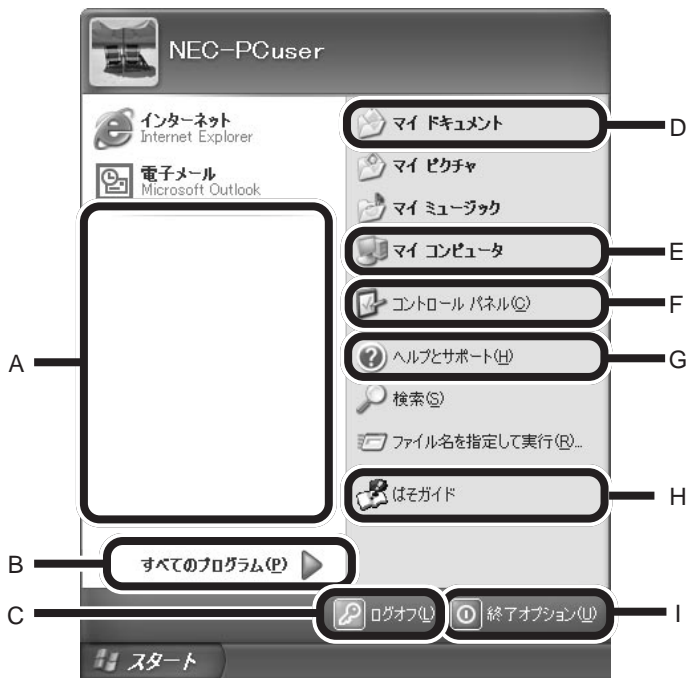 NEC-PCuser
インターネット
Internet Explorer
電子メール
Microsoft Outlook
マイ ドキュメント
マイ ピクチャ
マイ ミュージック
マイ コンピュータ
コントロール パネル(C)
ヘルプとサポート(H)
検索(S)
ファイル名を指定して実行(R)...
ぱそガイド
すべてのプログラム(P)
ログオフ(L)
終了オプション(U)
スタート
A
B
C
D
E
F
G
H
I